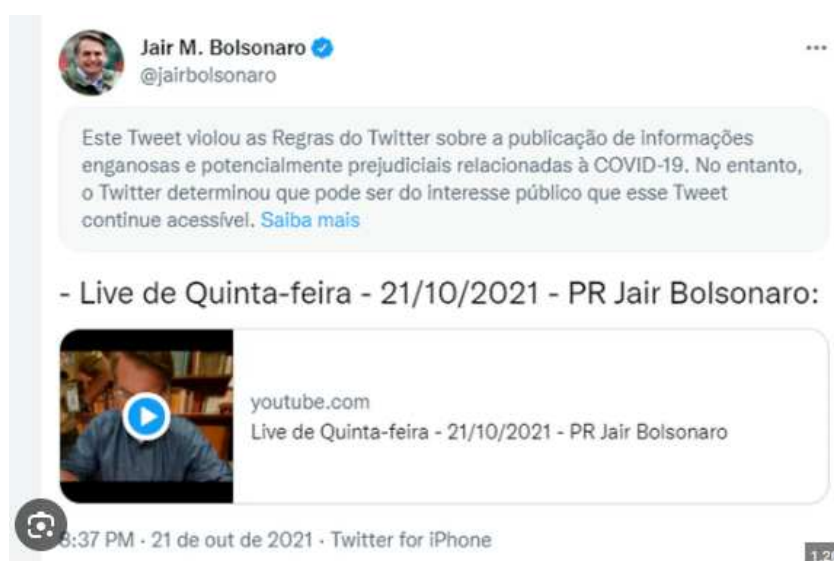 Jair M. Bolsonaro
@jairbolsonaro
Este Tweet violou as Regras do Twitter sobre a publicação de informações
enganosas e potencialmente prejudiciais relacionadas à COVID-19. No entanto,
o Twitter determinou que pode ser do interesse público que esse Tweet
continue acessível. Saiba mais
- Live de Quinta-feira - 21/10/2021 - PR Jair Bolsonaro:
youtube.com
Live de Quinta-feira - 21/10/2021 - PR Jair Bolsonaro
:37 PM · 21 de out de 2021 · Twitter for iPhone